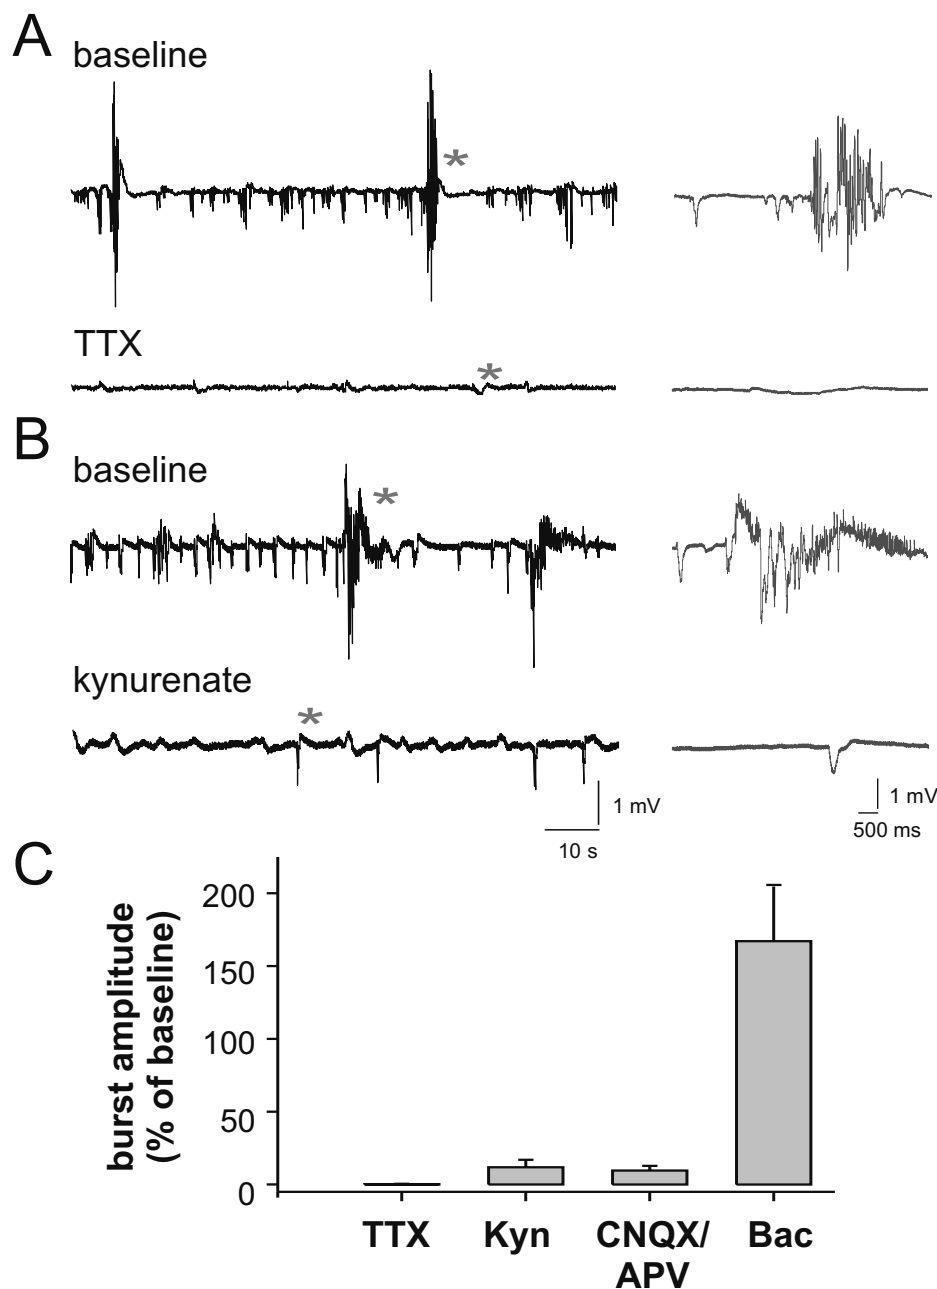 A
baseline
*
TTX
*
B
baseline
*
kynurenate
*
1 mV
10 s
1 mV
500 ms
C
burst amplitude
(% of baseline)
200
150
100
50
0
TTX
Kyn
CNQX/
APV
Bac